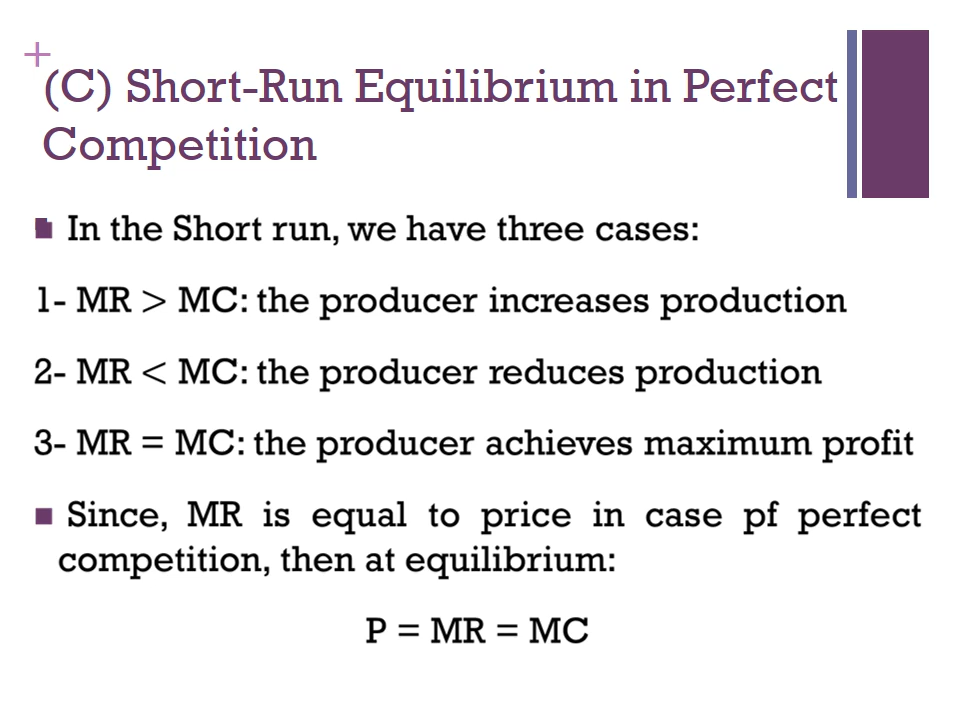 +
(C) Short-Run Equilibrium in Perfect
Competition
■ In the Short run, we have three cases:
1- MR > MC: the producer increases production
2- MR < MC: the producer reduces production
3- MR = MC: the producer achieves maximum profit
■ Since, MR is equal to price in case pf perfect
competition, then at equilibrium:
P = MR = MC